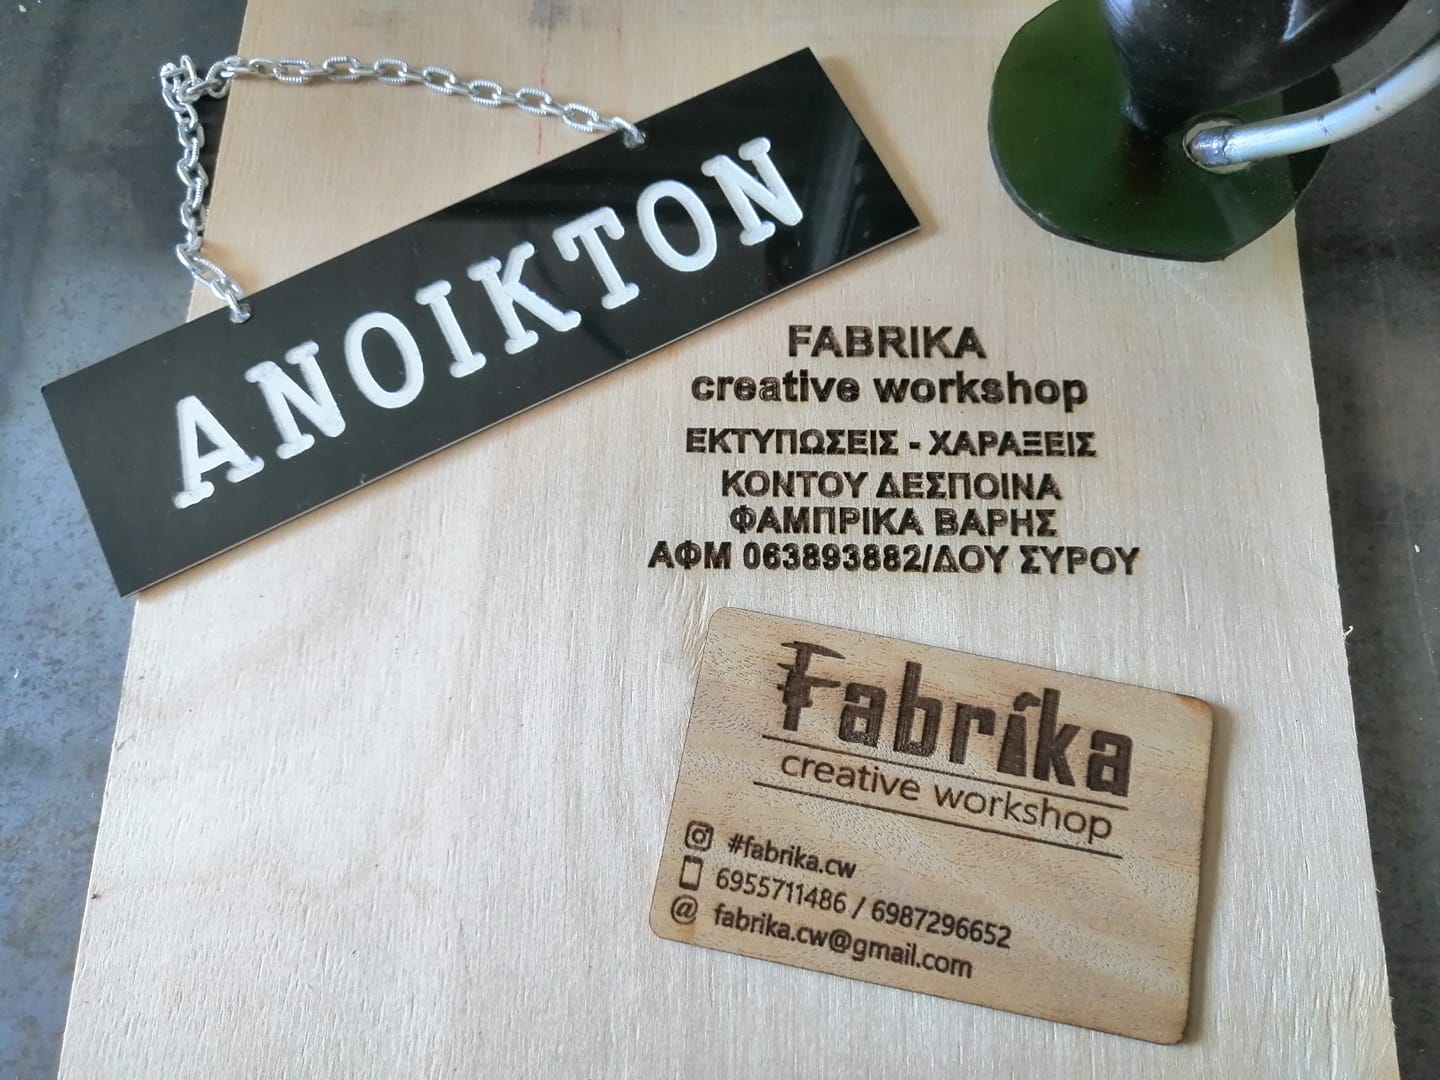 ΑΝΟΙΚΤΟΝ
FABRIKA
creative workshop
ΕΚΤΥΠΩΣΕΙΣ - ΧΑΡΑΞΕΙΣ
ΚΟΝΤΟΥ ΔΕΣΠΟΙΝΑ
ΦΑΜΠΡΙΚΑ ΒΑΡΗΣ
ΑΦΜ 063893882/ΔΟΥ ΣΥΡΟΥ
Fabrika
creative workshop
#fabrika.cw
6955711486 / 6987296652
@ fabrika.cw@gmail.com